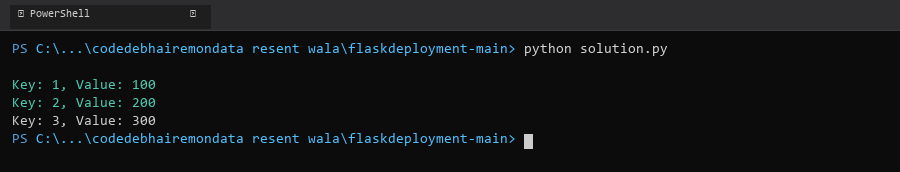 PowerShell
PS C:\...\codedebhairemondata resent wala\flaskdeployment-main> python solution.py
Key: 1, Value: 100
Key: 2, Value: 200
Key: 3, Value: 300
PS C:\...\codedebhairemondata resent wala\flaskdeployment-main>